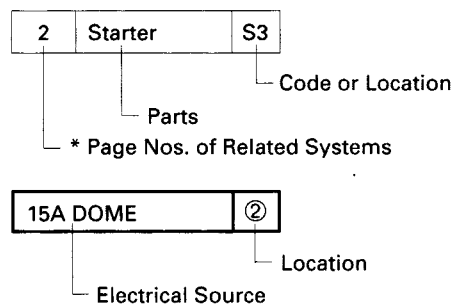 2 Starter S3
Code or Location
Parts
* Page Nos. of Related Systems
15A DOME ②
Location
Electrical Source